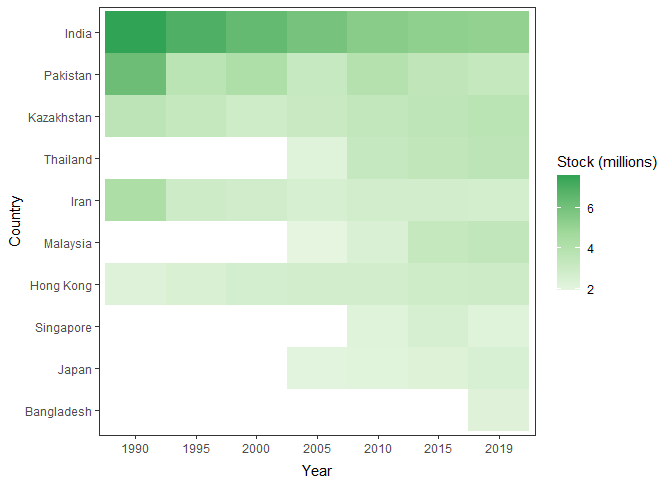 India
Pakistan
Kazakhstan
Thailand
Iran
Malaysia
Hong Kong
Singapore
Japan
Bangladesh
Country
1990 1995 2000 2005 2010 2015 2019
Year
Stock (millions)
6
4
2